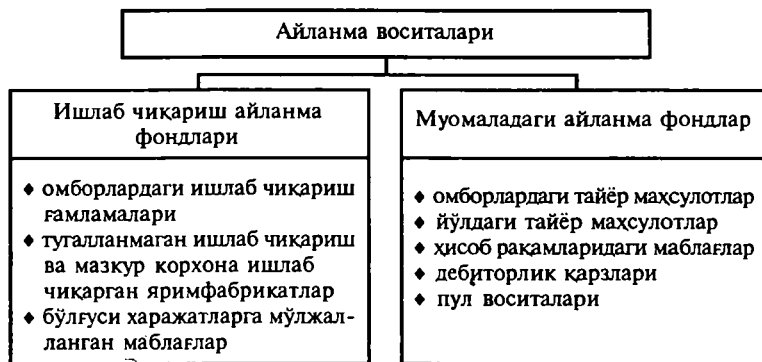 Айланма воситалари
Ишлаб чиқариш айланма
фондлари
♦ омборлардаги ишлаб чиқариш
ғамламалари
♦ тугалланмаган ишлаб чиқариш
ва мазкур корхона ишлаб
чиқарган яримфабрикатлар
♦ бўлғуси харажатларга мўлжал-
ланган маблағлар
Муомаладаги айланма фондлар
♦ омборлардаги тайёр маҳсулотлар
♦ йўлдаги тайёр маҳсулотлар
♦ ҳисоб рақамларидаги маблағлар
♦ дебиторлик қарзлари
♦ пул воситалари